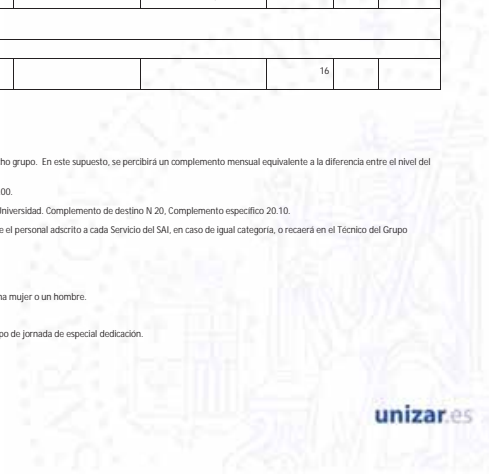 16
ho grupo. En este supuesto, se percibirá un complemento mensual equivalente a la diferencia entre el nivel del
00.
Universidad. Complemento de destino N 20, Complemento específico 20.10.
e el personal adscrito a cada Servicio del SAI, en caso de igual categoría, o recaerá en el Técnico del Grupo
na mujer o un hombre.
po de jornada de especial dedicación.
unizar.es